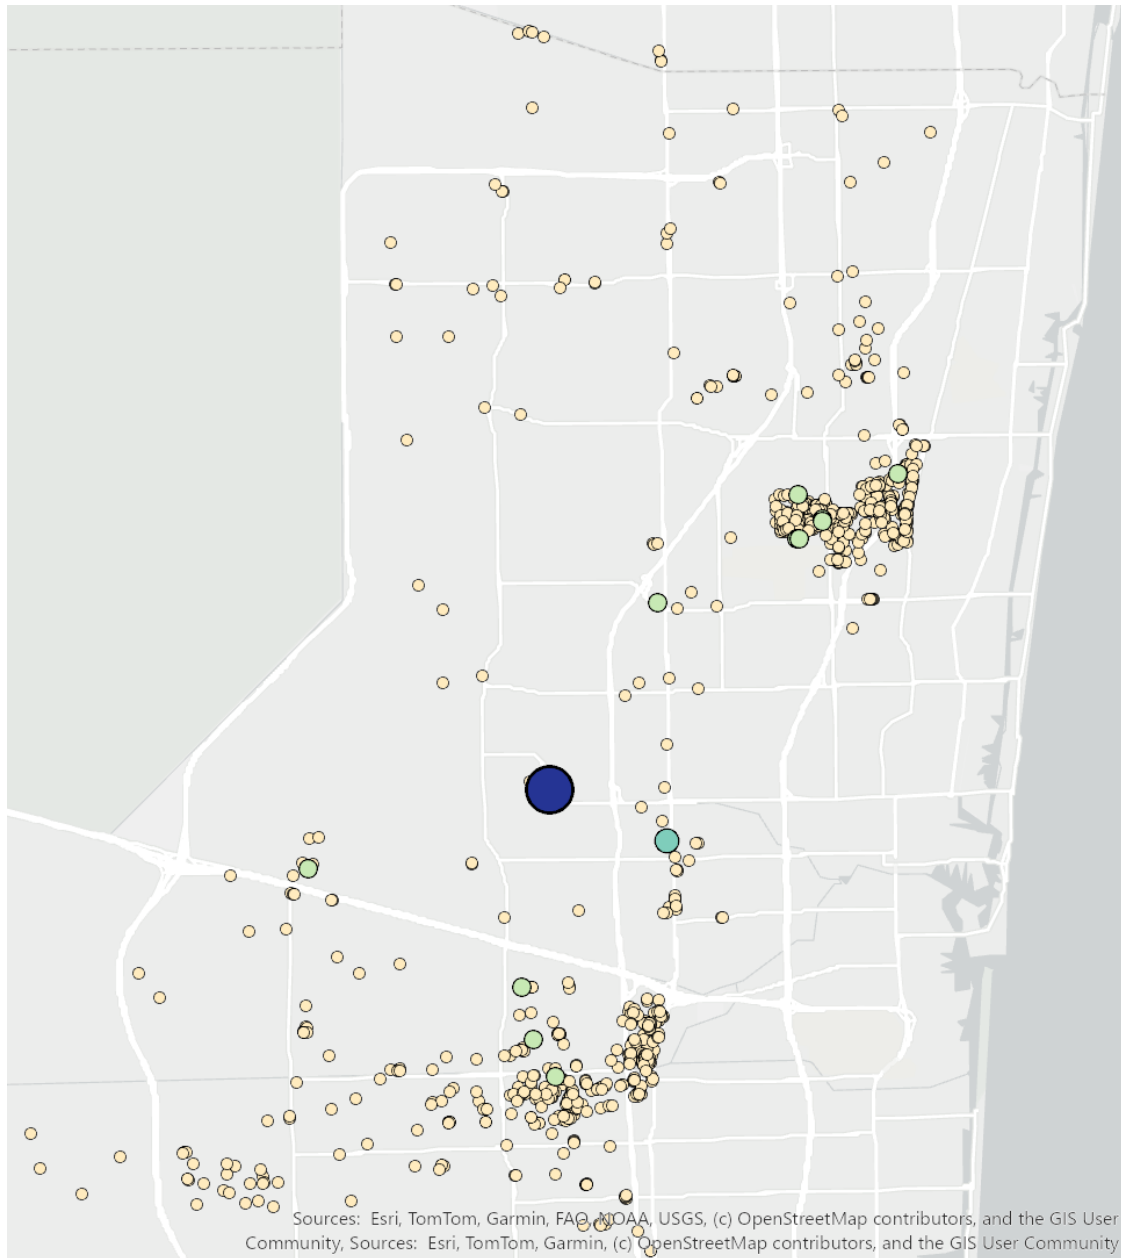 Sources: Esri, TomTom, Garmin, FAO, NOAA, USGS, (c) OpenStreetMap contributors, and the GIS User
Community, Sources: Esri, TomTom, Garmin, (c) OpenStreetMap contributors, and the GIS User Community